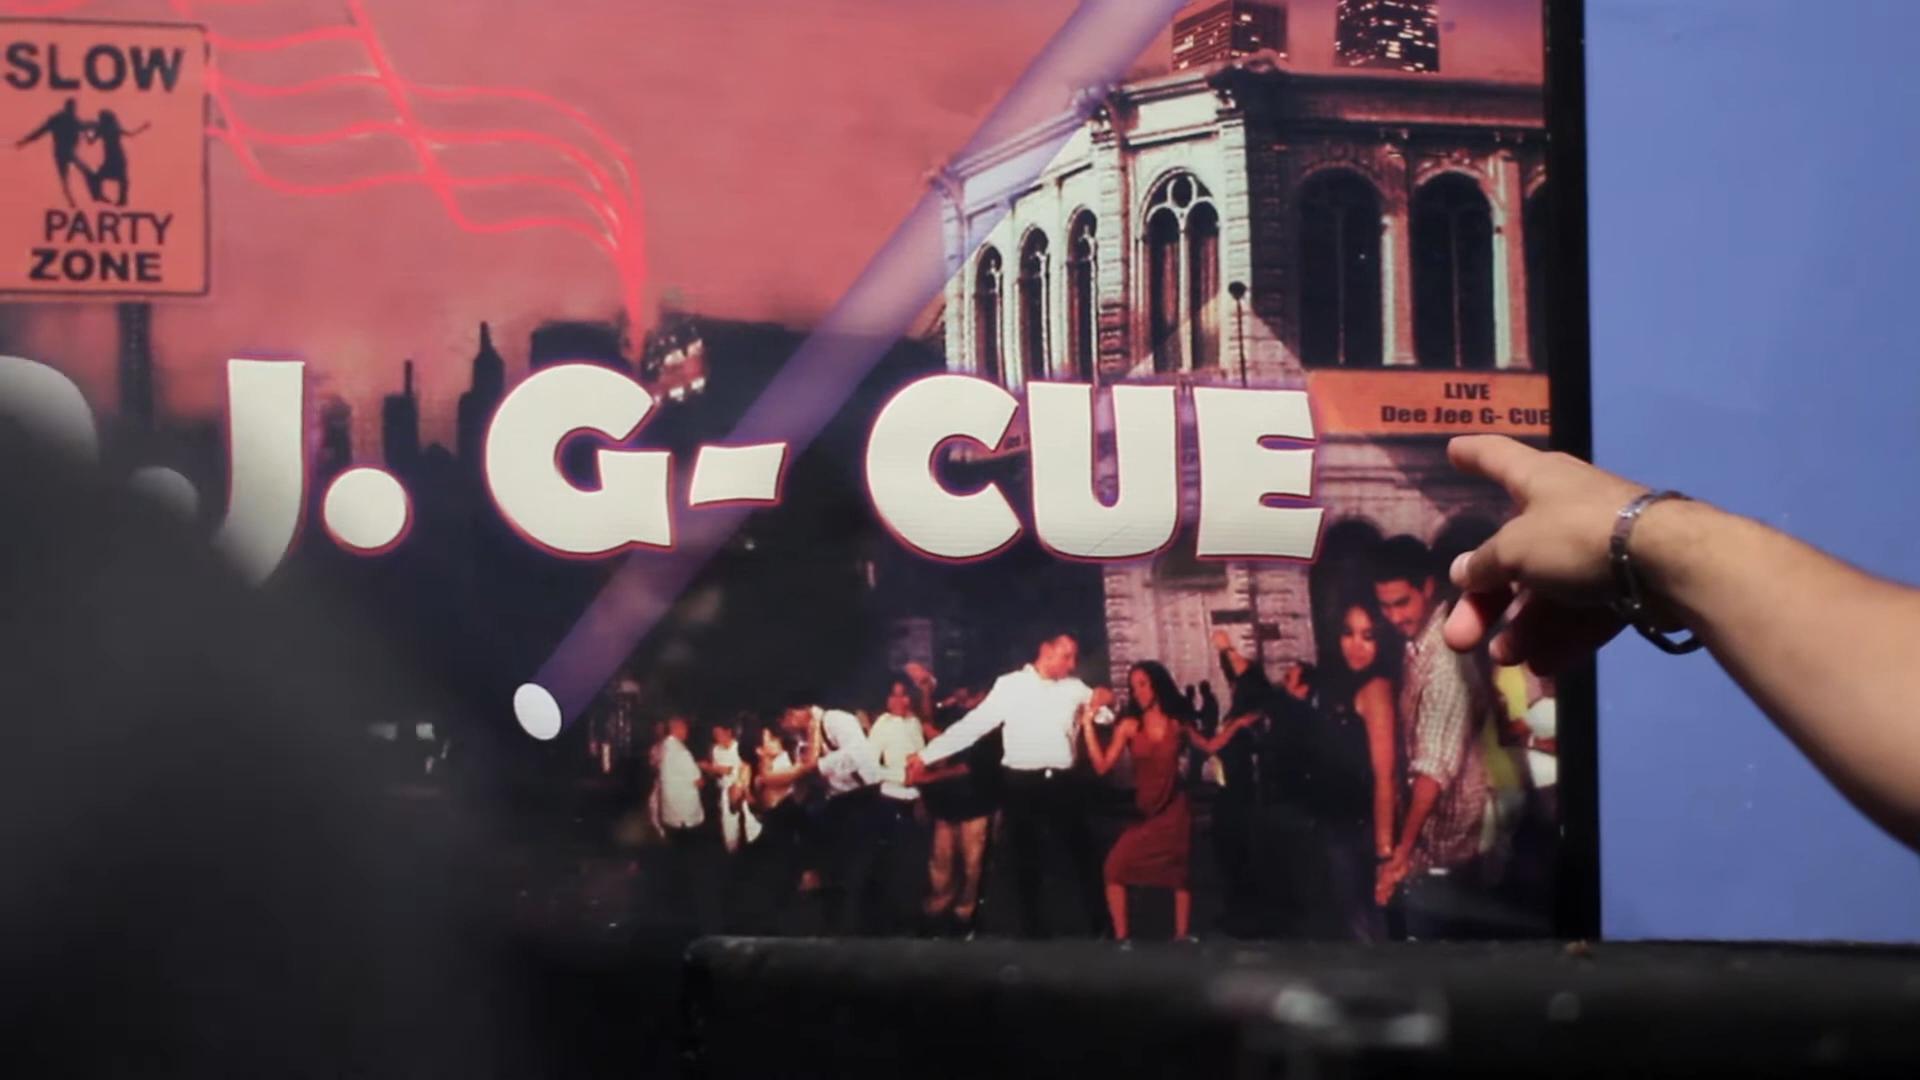 SLOW
PARTY
ZONE
J. G- CUE
LIVE
Dee Jee G- CUE